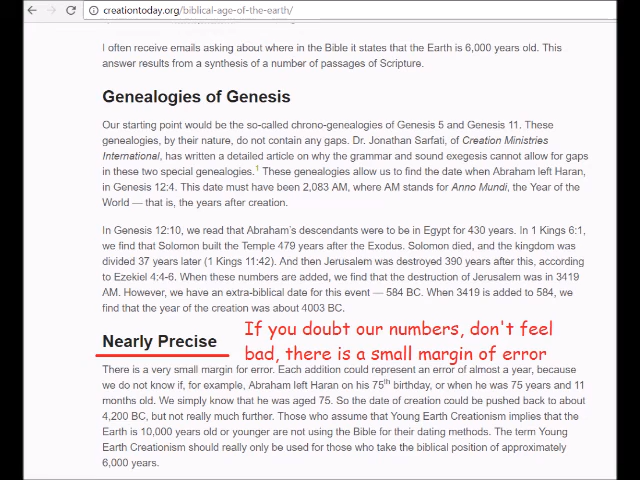 creationtoday.org/biblical-age-of-the-earth/
I often receive emails asking about where in the Bible it states that the Earth is 6,000 years old. This
answer results from a synthesis of a number of passages of Scripture.
Genealogies of Genesis
Our starting point would be the so-called chrono-genealogies of Genesis 5 and Genesis 11. These
genealogies, by their nature, do not contain any gaps. Dr. Jonathan Sarfati, of Creation Ministries
International, has written a detailed article on why the grammar and sound exegesis cannot allow for gaps
in these two special genealogies.1 These genealogies allow us to find the date when Abraham left Haran,
in Genesis 12:4. This date must have been 2,083 AM, where AM stands for Anno Mundi, the Year of the
World — that is, the years after creation.
In Genesis 12:10, we read that Abraham's descendants were to be in Egypt for 430 years. In 1 Kings 6:1,
we find that Solomon built the Temple 479 years after the Exodus. Solomon died, and the kingdom was
divided 37 years later (1 Kings 11:42). And then Jerusalem was destroyed 390 years after this, according
to Ezekiel 4:4-6. When these numbers are added, we find that the destruction of Jerusalem was in 3419
AM. However, we have an extra-biblical date for this event — 584 BC. When 3419 is added to 584, we
find that the year of the creation was about 4003 BC.
Nearly Precise
If you doubt our numbers, don't feel
bad, there is a small margin of error
There is a very small margin for error. Each addition could represent an error of almost a year, because
we do not know if, for example, Abraham left Haran on his 75th birthday, or when he was 75 years and 11
months old. We simply know that he was aged 75. So the date of creation could be pushed back to about
4,200 BC, but not really much further. Those who assume that Young Earth Creationism implies that the
Earth is 10,000 years old or younger are not using the Bible for their dating methods. The term Young
Earth Creationism should really only be used for those who take the biblical position of approximately
6,000 years.